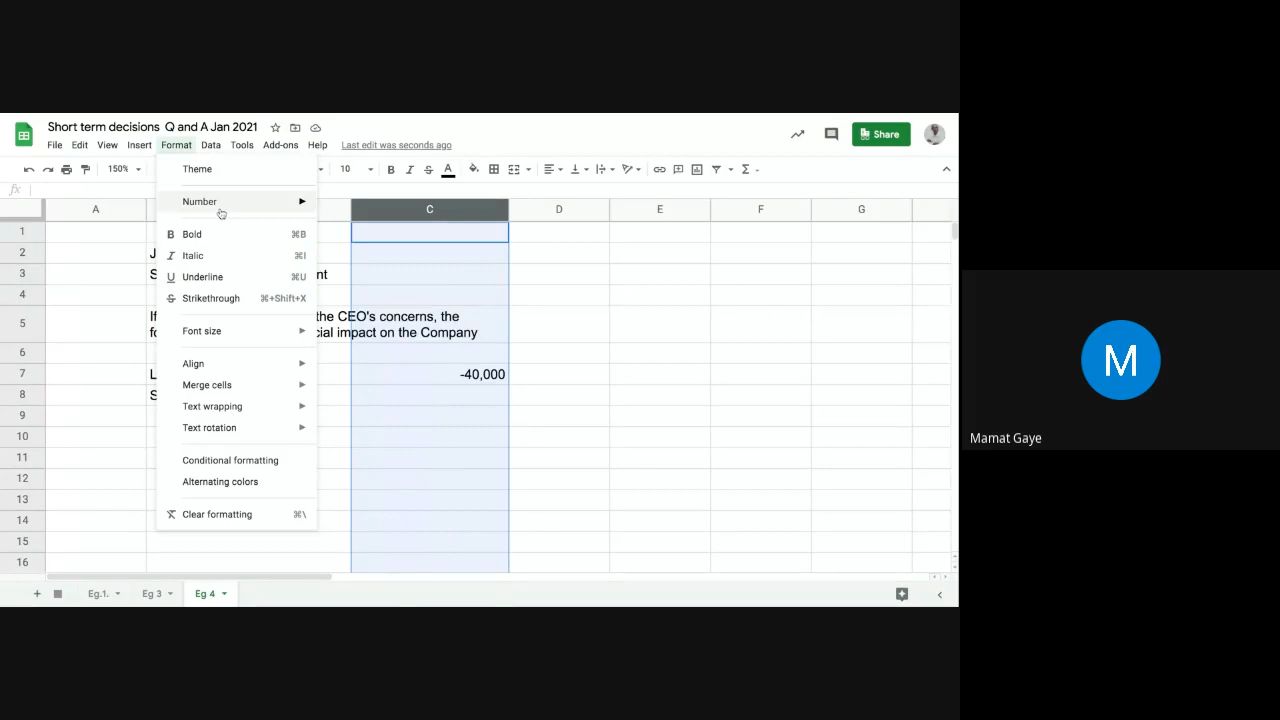 Short term decisions Q and A Jan 2021
File Edit View Insert Format Data Tools Add-ons Help Last edit was seconds ago
Share
150% 10 B I S A Σ
fx
Theme
Number
B Bold ⌘B
I Italic ⌘I
U Underline ⌘U
S Strikethrough ⌘+Shift+X
Font size
Align
Merge cells
Text wrapping
Text rotation
Conditional formatting
Alternating colors
Clear formatting ⌘\
A C D E F G
1
2 J
3 S nt
4
5 If the CEO's concerns, the
fo cial impact on the Company
6
7 L -40,000
8 S
9
10
11
12
13
14
15
16
+ Eg.1. Eg 3 Eg 4
M
Mamat Gaye